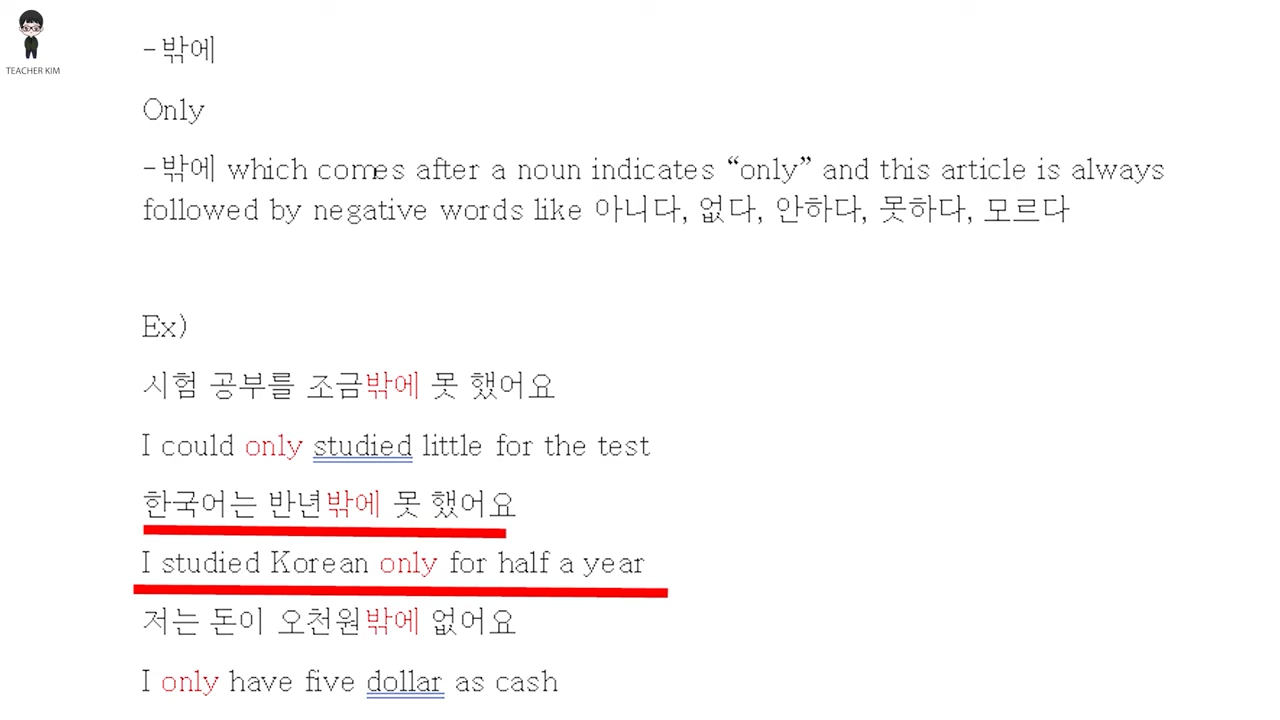 TEACHER KIM
-밖에
Only
-밖에 which comes after a noun indicates “only” and this article is always
followed by negative words like 아니다, 없다, 안하다, 못하다, 모르다
Ex)
시험 공부를 조금밖에 못 했어요
I could only studied little for the test
한국어는 반년밖에 못 했어요
I studied Korean only for half a year
저는 돈이 오천원밖에 없어요
I only have five dollar as cash